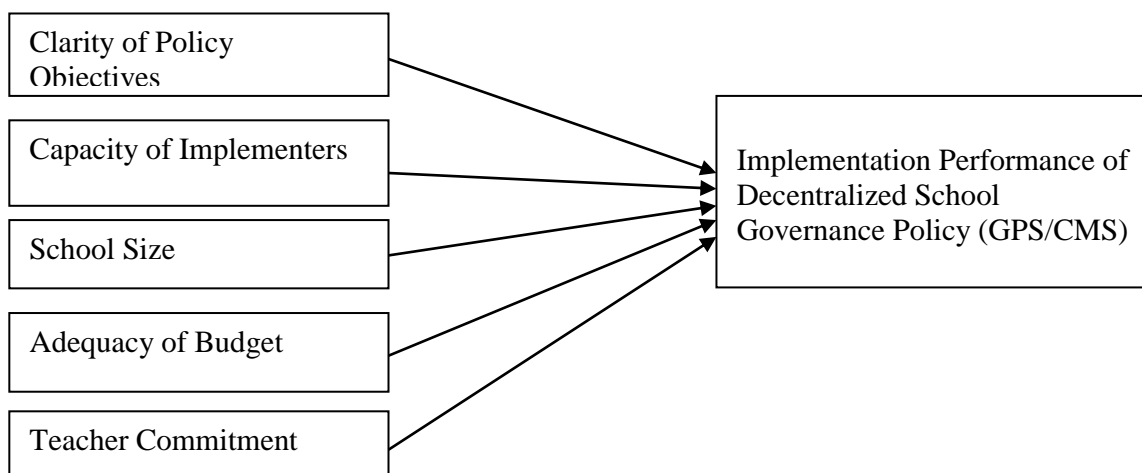 Clarity of Policy
Objectives
Capacity of Implementers
School Size
Adequacy of Budget
Teacher Commitment
Implementation Performance of
Decentralized School
Governance Policy (GPS/CMS)